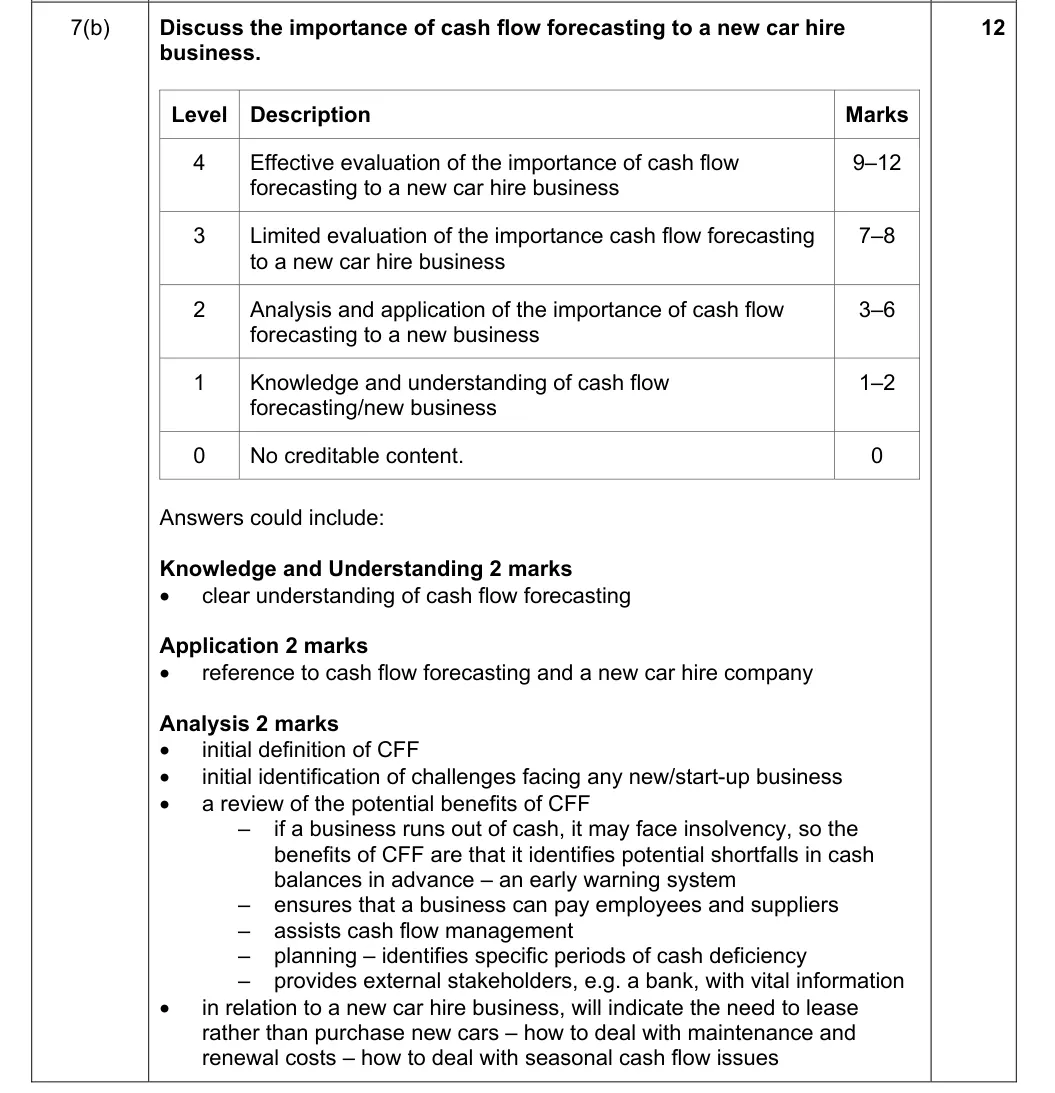 7(b) Discuss the importance of cash flow forecasting to a new car hire 12
business.
Level Description Marks
4 Effective evaluation of the importance of cash flow 9–12
forecasting to a new car hire business
3 Limited evaluation of the importance cash flow forecasting 7–8
to a new car hire business
2 Analysis and application of the importance of cash flow 3–6
forecasting to a new business
1 Knowledge and understanding of cash flow 1–2
forecasting/new business
0 No creditable content. 0
Answers could include:
Knowledge and Understanding 2 marks
• clear understanding of cash flow forecasting
Application 2 marks
• reference to cash flow forecasting and a new car hire company
Analysis 2 marks
• initial definition of CFF
• initial identification of challenges facing any new/start-up business
• a review of the potential benefits of CFF
– if a business runs out of cash, it may face insolvency, so the
benefits of CFF are that it identifies potential shortfalls in cash
balances in advance – an early warning system
– ensures that a business can pay employees and suppliers
– assists cash flow management
– planning – identifies specific periods of cash deficiency
– provides external stakeholders, e.g. a bank, with vital information
• in relation to a new car hire business, will indicate the need to lease
rather than purchase new cars – how to deal with maintenance and
renewal costs – how to deal with seasonal cash flow issues